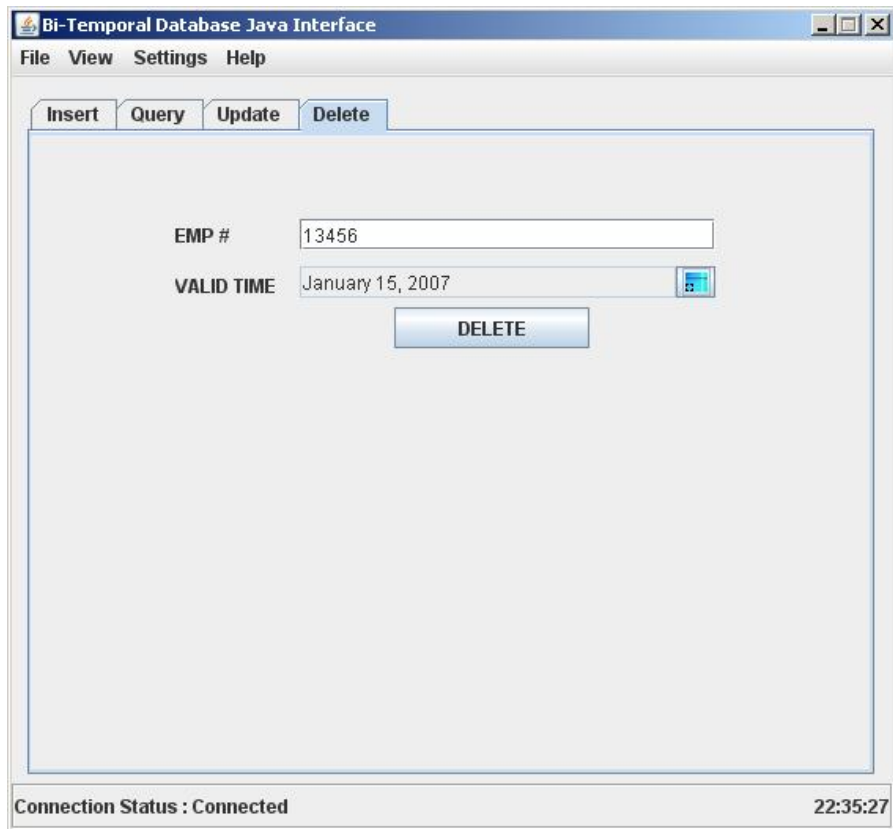 Bi-Temporal Database Java Interface
File View Settings Help
Insert Query Update Delete
EMP # 13456
VALID TIME January 15, 2007
DELETE
Connection Status : Connected 22:35:27